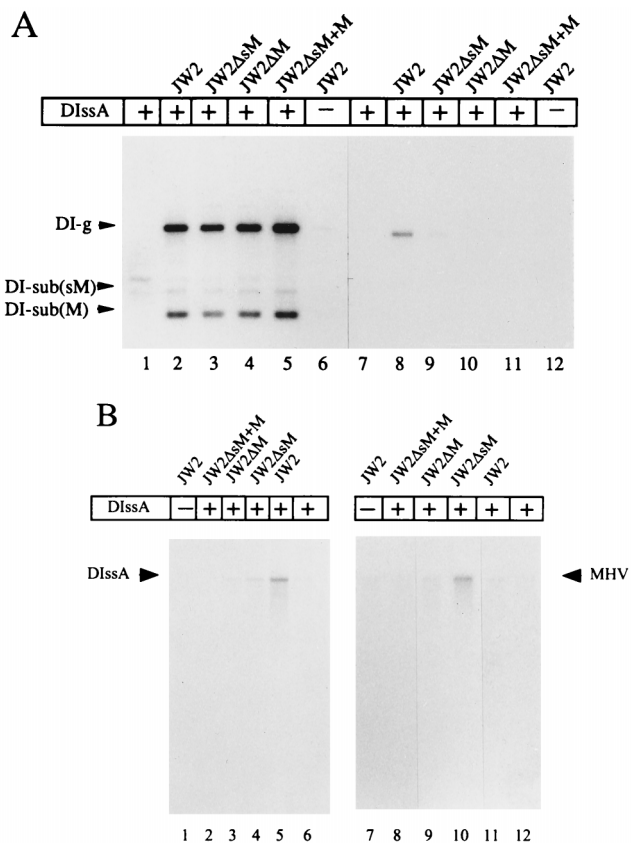 A
JW2 JW2ΔsM JW2ΔM JW2ΔsM+M JW2 JW2 JW2ΔsM JW2ΔM JW2ΔsM+M JW2
DIssA + + + + + − + + + + + −
DI-g
DI-sub(sM)
DI-sub(M)
1 2 3 4 5 6 7 8 9 10 11 12
B
JW2 JW2ΔsM+M JW2ΔM JW2ΔsM JW2 JW2 JW2ΔsM+M JW2ΔM JW2ΔsM JW2
DIssA − + + + + + − + + + + +
DIssA MHV
1 2 3 4 5 6 7 8 9 10 11 12